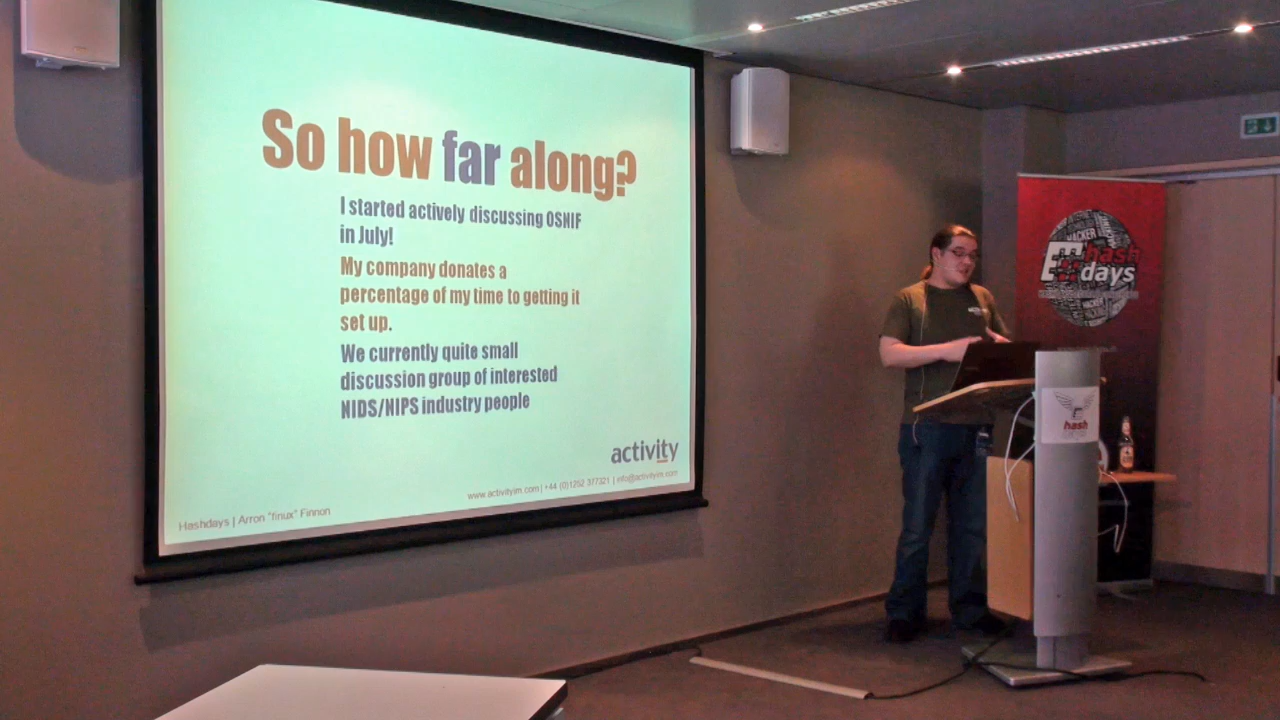 So how far along?
I started actively discussing OSNIF
in July!
My company donates a
percentage of my time to getting it
set up.
We currently quite small
discussion group of interested
NIDS/NIPS industry people
activity
www.activityim.com | +44 (0)1252 377321 | info@activityim.com
Hashdays | Arron "finux" Finnon
HACKER
hash
days
hash